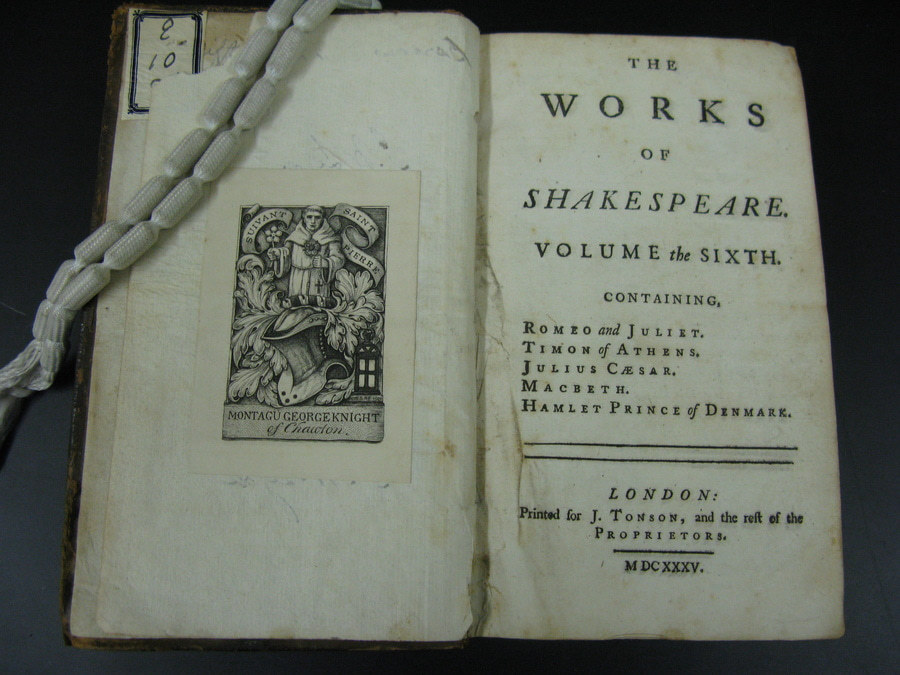 2
10
SUIVANT SAINT PIERRE
MONTAGU GEORGE KNIGHT
of Chawton.
THE
WORKS
OF
SHAKESPEARE.
VOLUME the SIXTH.
CONTAINING,
ROMEO and JULIET.
TIMON of ATHENS.
JULIUS CÆSAR.
MACBETH.
HAMLET PRINCE of DENMARK.
LONDON:
Printed for J. TONSON, and the reſt of the
PROPRIETORS.
MDCXXXV.